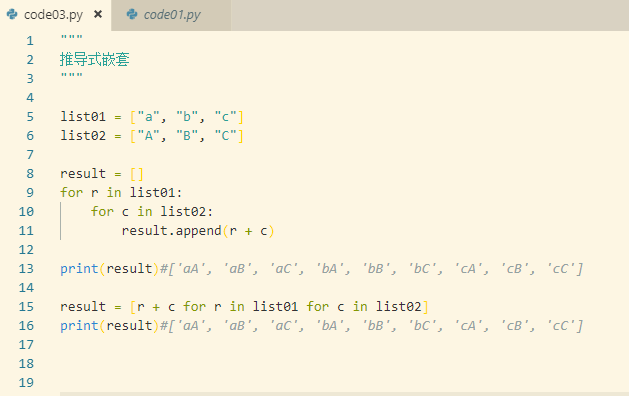 code03.py ×
code01.py
1 """
2 推导式嵌套
3 """
4
5 list01 = ["a", "b", "c"]
6 list02 = ["A", "B", "C"]
7
8 result = []
9 for r in list01:
10     for c in list02:
11         result.append(r + c)
12
13 print(result)#['aA', 'aB', 'aC', 'bA', 'bB', 'bC', 'cA', 'cB', 'cC']
14
15 result = [r + c for r in list01 for c in list02]
16 print(result)#['aA', 'aB', 'aC', 'bA', 'bB', 'bC', 'cA', 'cB', 'cC']
17
18
19